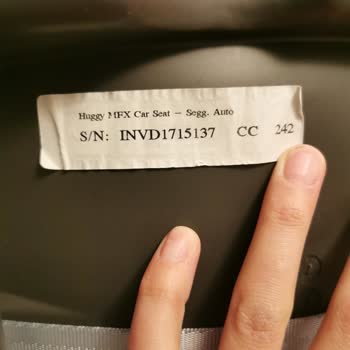 Huggy MFX Car Seat – Segg. Auto
S/N: INVD1715137 CC 242